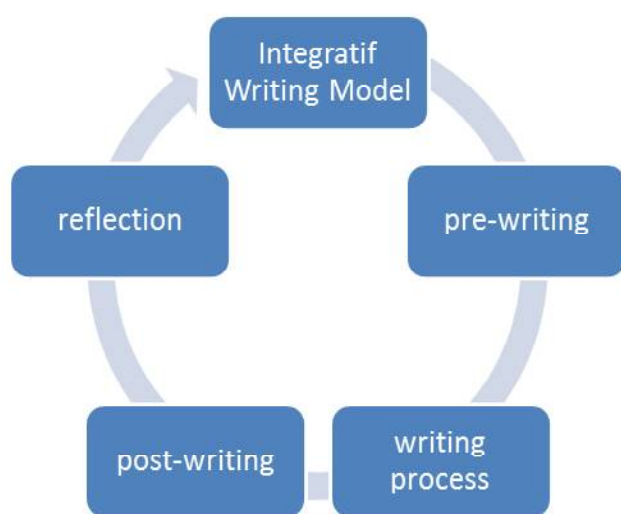 Integratif
Writing Model
pre-writing
writing
process
post-writing
reflection